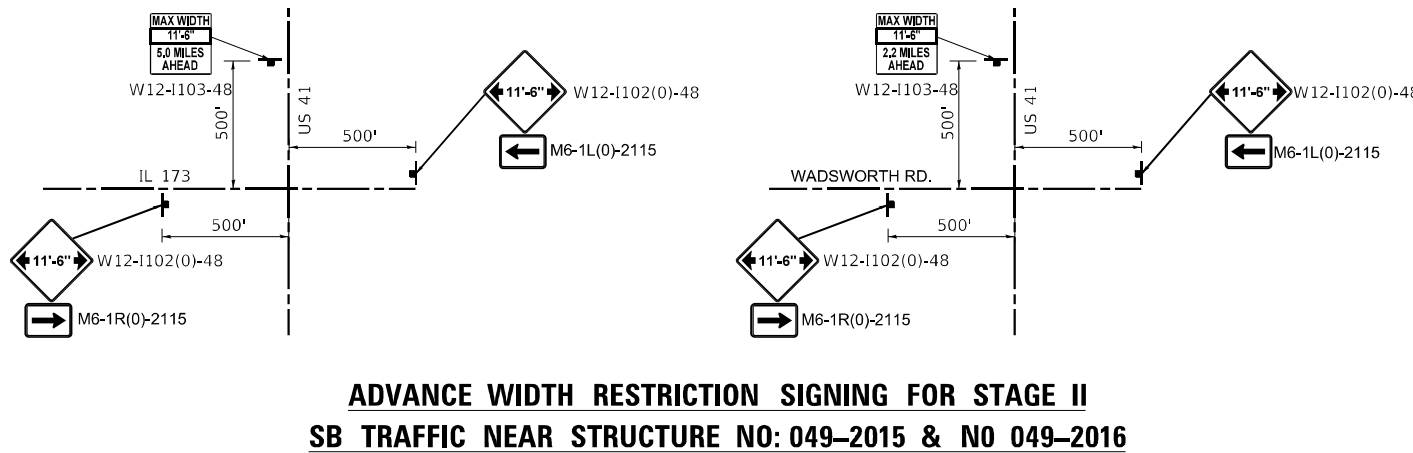 MAX WIDTH
11'-6"
5.0 MILES
AHEAD
W12-I103-48
500'
US 41
500'
11'-6"
W12-I102(0)-48
M6-1L(0)-2115
IL 173
500'
11'-6"
W12-I102(0)-48
M6-1R(0)-2115
MAX WIDTH
11'-6"
2.2 MILES
AHEAD
W12-I103-48
500'
US 41
500'
11'-6"
W12-I102(0)-48
M6-1L(0)-2115
WADSWORTH RD.
500'
11'-6"
W12-I102(0)-48
M6-1R(0)-2115
ADVANCE WIDTH RESTRICTION SIGNING FOR STAGE II
SB TRAFFIC NEAR STRUCTURE NO: 049–2015 & NO 049–2016